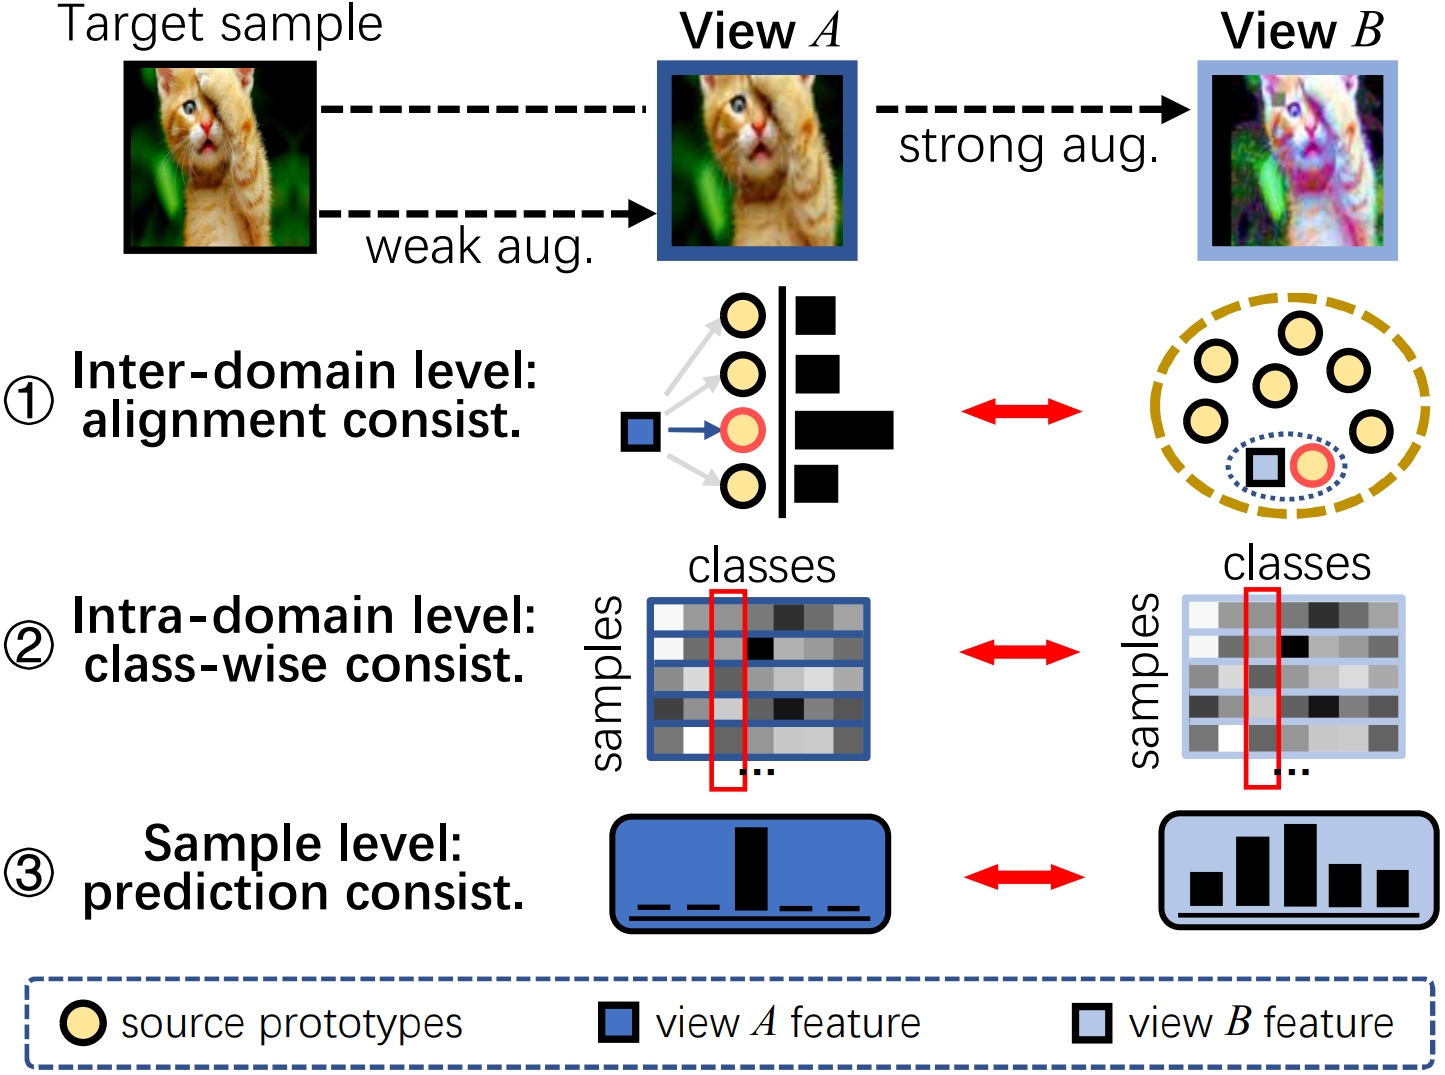 Target sample
View A
View B
strong aug.
weak aug.
① Inter-domain level:
alignment consist.
classes
classes
samples
samples
② Intra-domain level:
class-wise consist.
...
...
③ Sample level:
prediction consist.
source prototypes
view A feature
view B feature